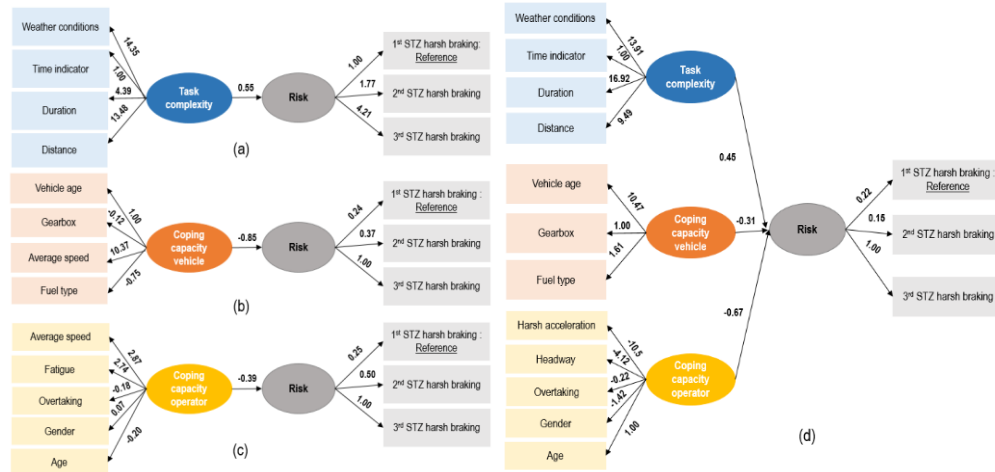 Weather conditions
Time indicator
Duration
Distance
14.35
1.00
4.39
13.48
Task
complexity
0.55
Risk
1.00
1.77
4.21
1st STZ harsh braking:
Reference
2nd STZ harsh braking
3rd STZ harsh braking
(a)
Vehicle age
Gearbox
Average speed
Fuel type
1.00
-0.12
10.37
-0.75
Coping
capacity
vehicle
-0.85
Risk
0.24
0.37
1.00
1st STZ harsh braking :
Reference
2nd STZ harsh braking
3rd STZ harsh braking
(b)
Average speed
Fatigue
Overtaking
Gender
Age
2.87
2.74
-0.18
0.07
-0.20
Coping
capacity
operator
-0.39
Risk
0.25
0.50
1.00
1st STZ harsh braking :
Reference
2nd STZ harsh braking
3rd STZ harsh braking
(c)
Weather conditions
Time indicator
Duration
Distance
13.91
1.00
16.92
9.49
Task
complexity
0.45
Vehicle age
Gearbox
Fuel type
10.47
1.00
1.61
Coping
capacity
vehicle
-0.31
Risk
0.22
0.15
1.00
1st STZ harsh braking :
Reference
2nd STZ harsh braking
3rd STZ harsh braking
Harsh acceleration
Headway
Overtaking
Gender
Age
-10.5
-4.12
-0.22
-1.42
1.00
Coping
capacity
operator
-0.67
(d)